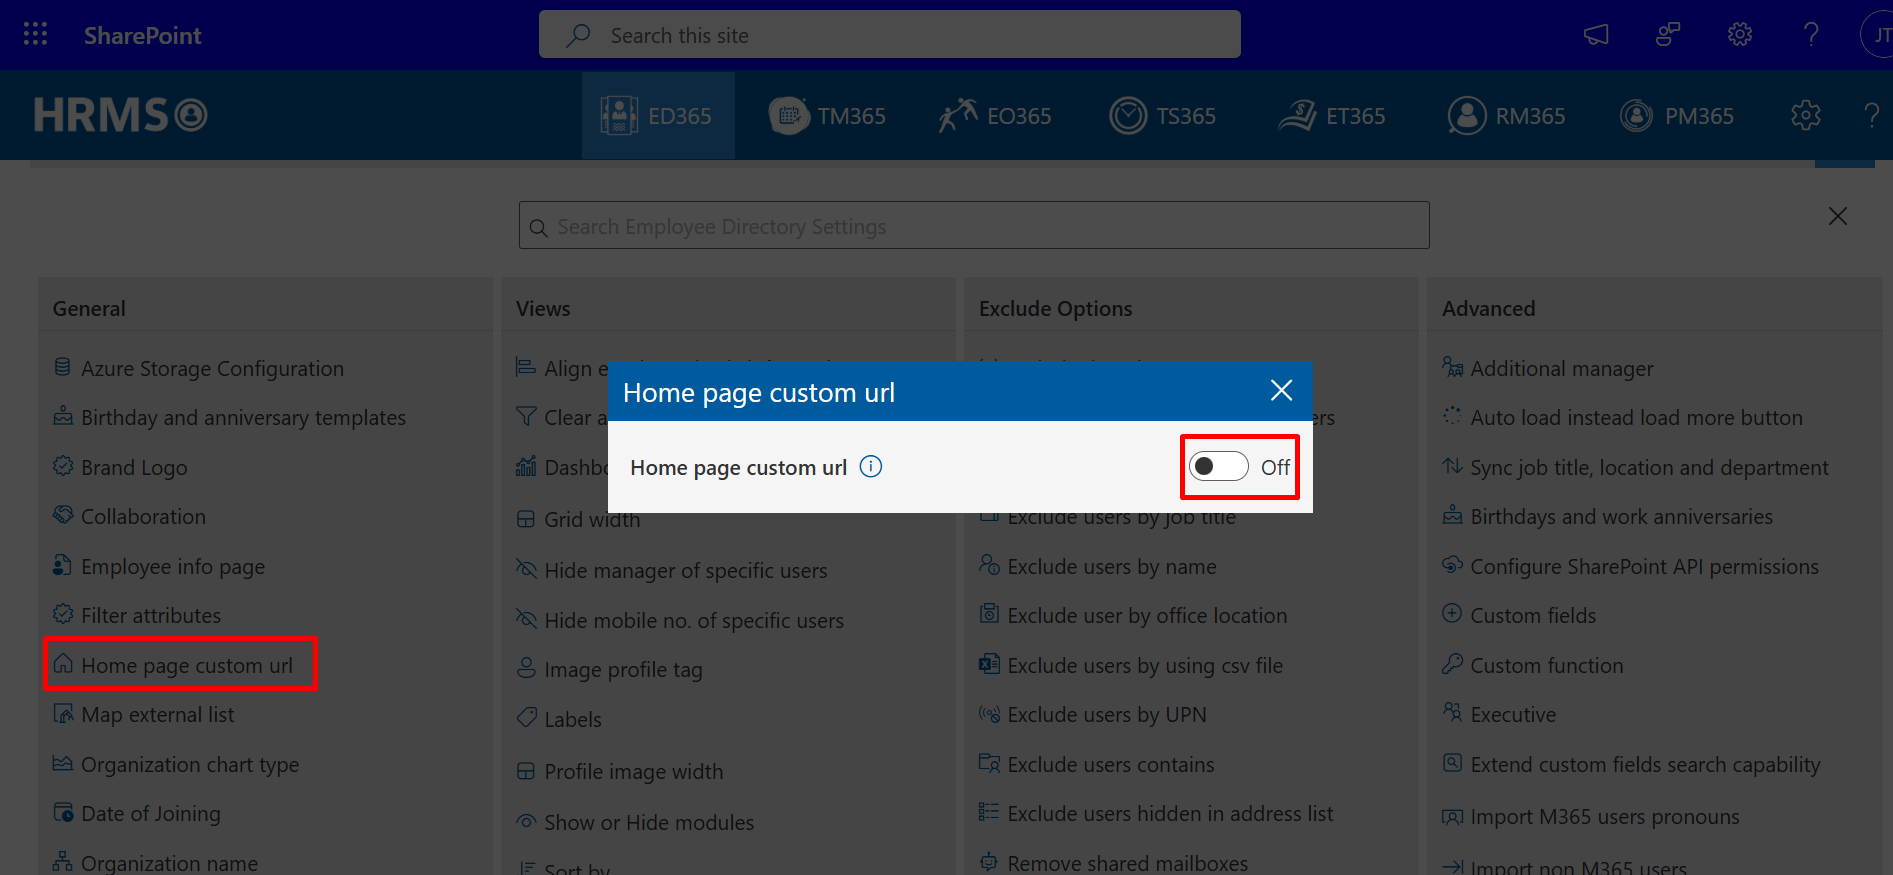 SharePoint
Search this site
JT
HRMS
ED365
TM365
EO365
TS365
ET365
RM365
PM365
?
Search Employee Directory Settings
General
Azure Storage Configuration
Birthday and anniversary templates
Brand Logo
Collaboration
Employee info page
Filter attributes
Home page custom url
Map external list
Organization chart type
Date of Joining
Organization name
Views
Align
Clear
Grid width
Hide manager of specific users
Hide mobile no. of specific users
Image profile tag
Labels
Profile image width
Show or Hide modules
Sort by
Home page custom url
Home page custom url
Off
Exclude Options
Exclude users by job title
Exclude users by name
Exclude user by office location
Exclude users by using csv file
Exclude users by UPN
Exclude users contains
Exclude users hidden in address list
Remove shared mailboxes
Advanced
Additional manager
Auto load instead load more button
Sync job title, location and department
Birthdays and work anniversaries
Configure SharePoint API permissions
Custom fields
Custom function
Executive
Extend custom fields search capability
Import M365 users pronouns
Import non M365 users